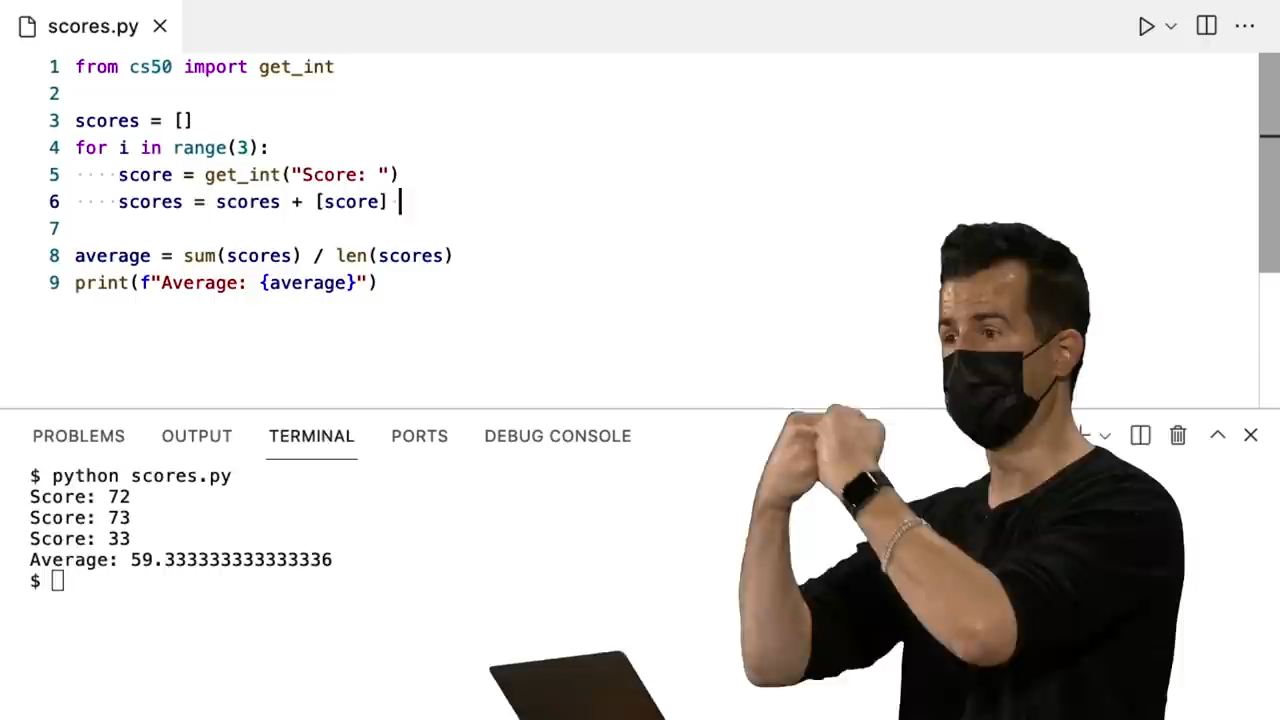 scores.py
1 from cs50 import get_int
2
3 scores = []
4 for i in range(3):
5 ····score = get_int("Score: ")
6 ····scores = scores + [score]·
7
8 average = sum(scores) / len(scores)
9 print(f"Average: {average}")
PROBLEMS OUTPUT TERMINAL PORTS DEBUG CONSOLE
$ python scores.py
Score: 72
Score: 73
Score: 33
Average: 59.333333333333336
$